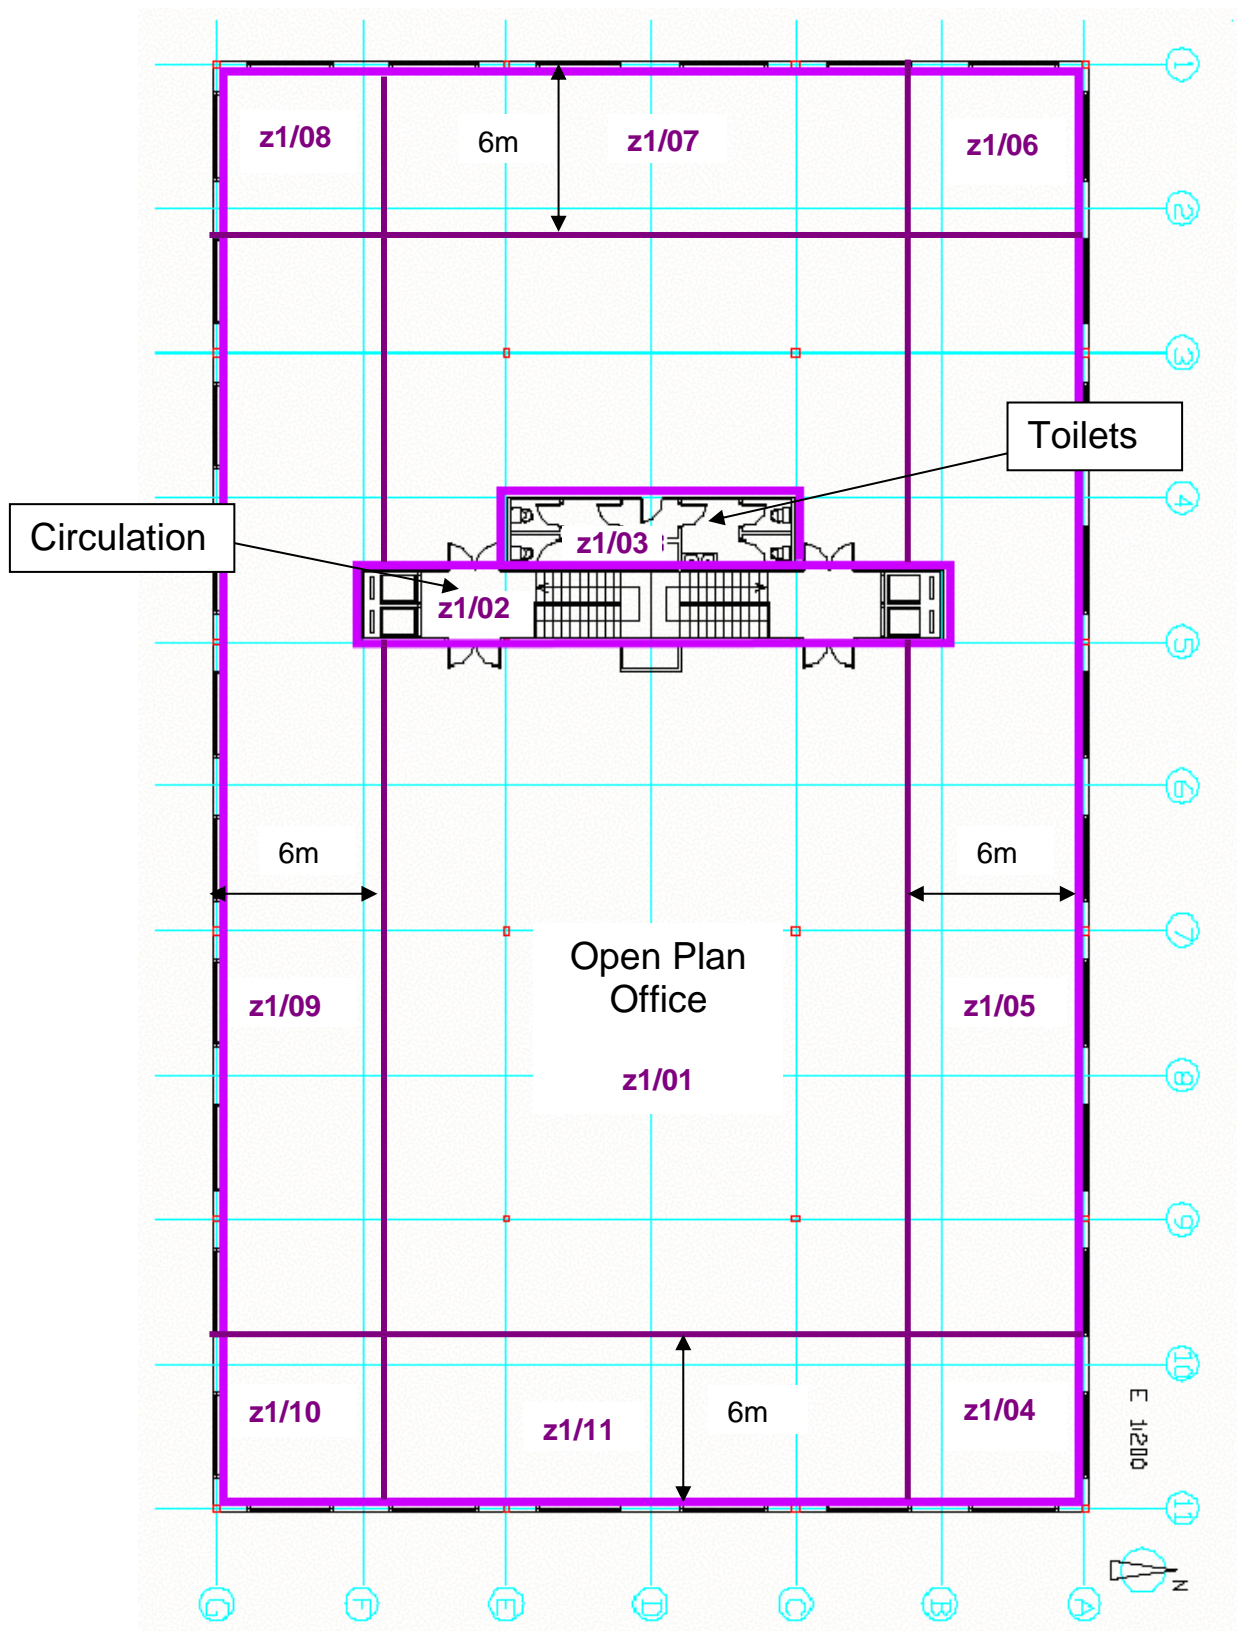 1
z1/08
6m
z1/07
z1/06
2
3
Toilets
4
Circulation
z1/03
z1/02
5
6
6m
6m
7
Open Plan
Office
z1/09
z1/05
z1/01
8
9
10
E 1:200
z1/10
z1/11
6m
z1/04
11
N
G
F
E
D
C
B
A